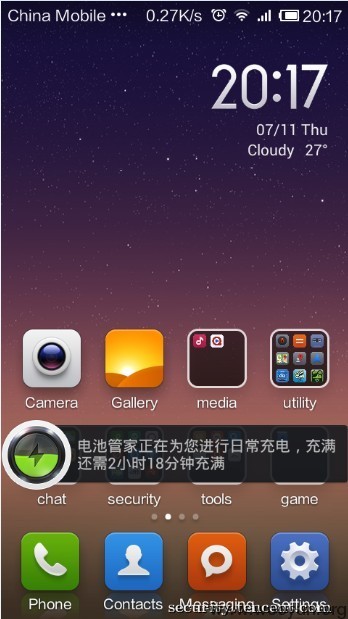 China Mobile ••• 0.27K/s 20:17
20:17
07/11 Thu
Cloudy 27°
Camera Gallery media utility
电池管家正在为您进行日常充电，充满
还需2小时18分钟充满
chat security tools game
Phone Contacts Messaging Settings